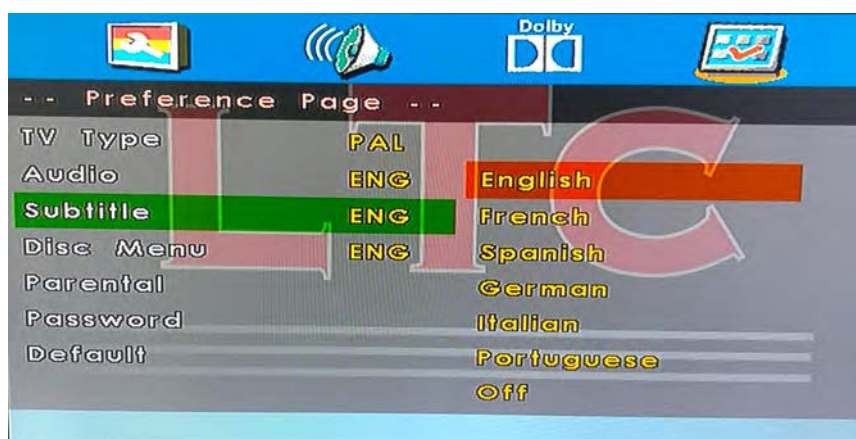 Dolby
-- Preference Page --
TV Type PAL
Audio ENG English
Subtitle ENG French
Disc Menu ENG Spanish
Parental German
Password Italian
Default Portuguese
Off
LTC